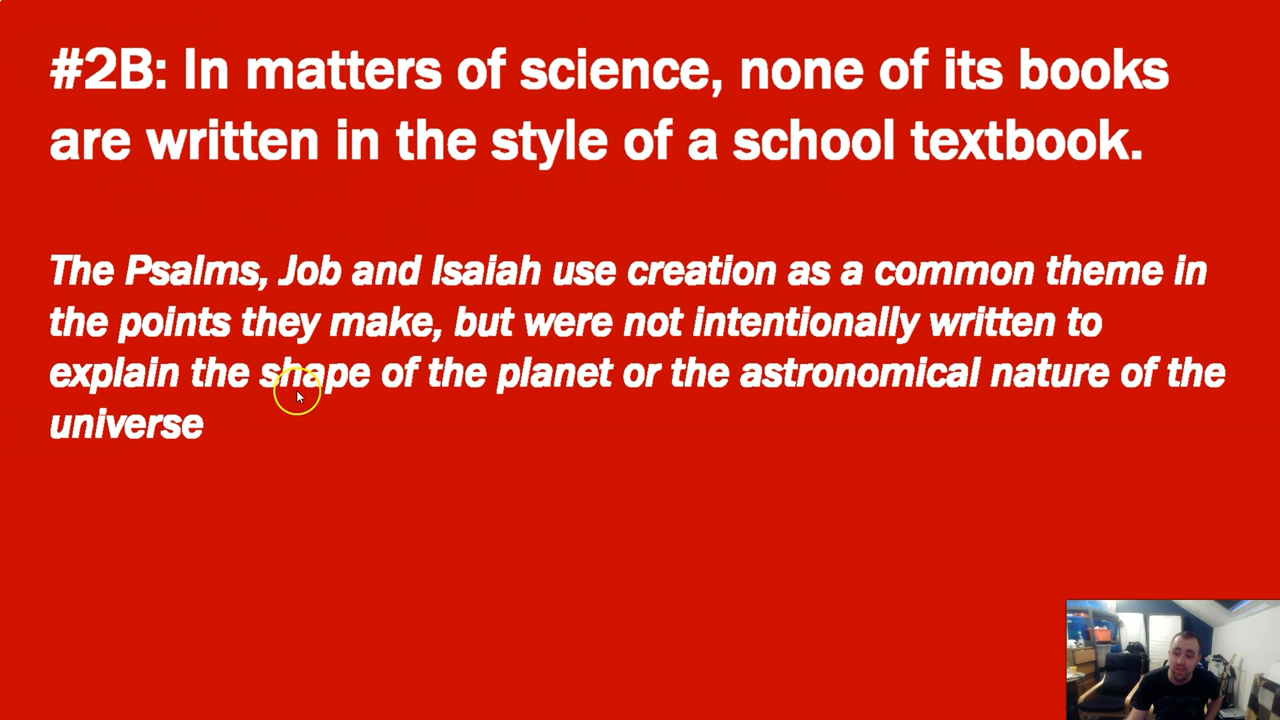 #2B: In matters of science, none of its books
are written in the style of a school textbook.
The Psalms, Job and Isaiah use creation as a common theme in
the points they make, but were not intentionally written to
explain the shape of the planet or the astronomical nature of the
universe